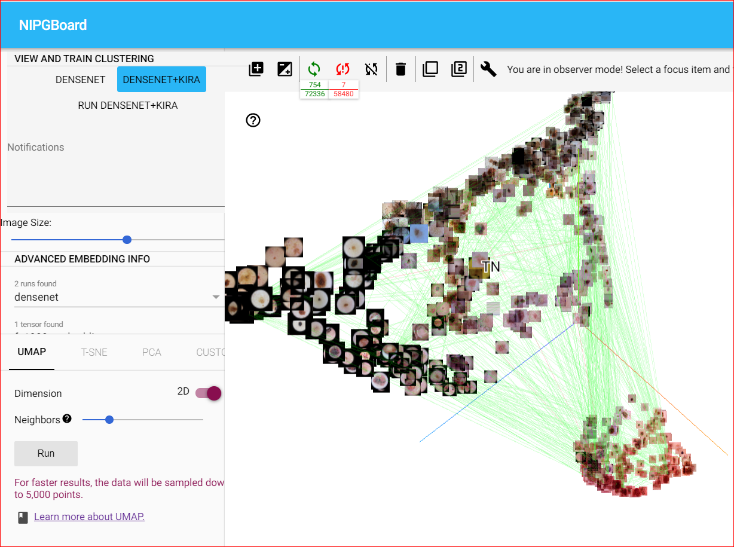 NIPGBoard
VIEW AND TRAIN CLUSTERING
DENSENET
DENSENET+KIRA
RUN DENSENET+KIRA
Notifications
Image Size:
ADVANCED EMBEDDING INFO
2 runs found
densenet
1 tensor found
UMAP
T-SNE
PCA
CUSTO
Dimension
2D
Neighbors
Run
For faster results, the data will be sampled dow
to 5,000 points.
Learn more about UMAP.
754
72336
7
58480
2
You are in observer mode! Select a focus item and
TN